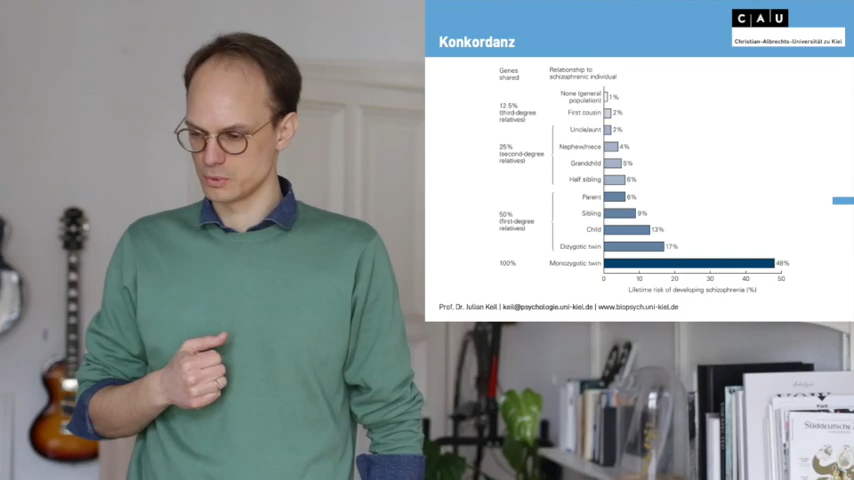 Konkordanz
C A U
Christian-Albrechts-Universität zu Kiel
Genes
shared
Relationship to
schizophrenic individual
None (general
population)
1%
12.5%
(third-degree
relatives)
First cousin
2%
Uncle/aunt
2%
25%
(second-degree
relatives)
Nephew/niece
4%
Grandchild
5%
Half sibling
6%
Parent
6%
50%
(first-degree
relatives)
Sibling
9%
Child
13%
Dizygotic twin
17%
100%
Monozygotic twin
48%
0 10 20 30 40 50
Lifetime risk of developing schizophrenia (%)
Prof. Dr. Julian Keil | keil@psychologie.uni-kiel.de | www.biopsych.uni-kiel.de
Süddeutsche